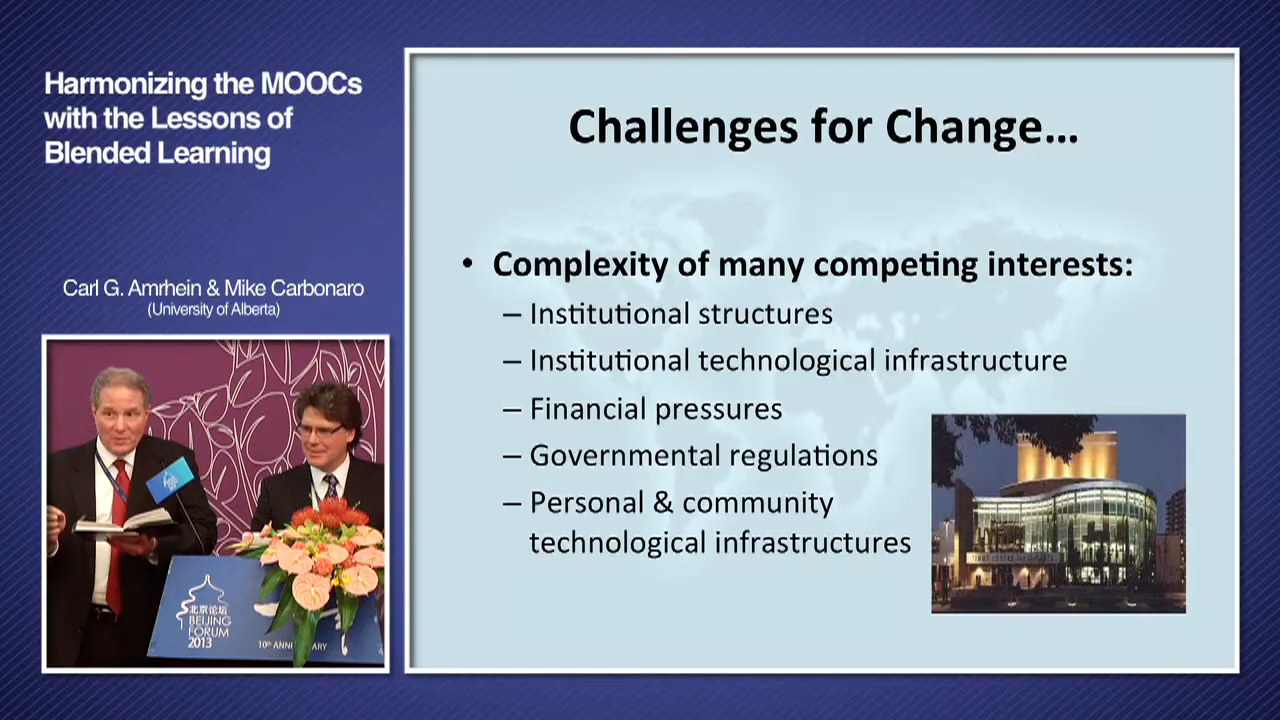 Harmonizing the MOOCs
with the Lessons of
Blended Learning
Carl G. Amrhein & Mike Carbonaro
(University of Alberta)
北京论坛
BEIJING
FORUM
2013
10th
Challenges for Change...
• Complexity of many competing interests:
– Institutional structures
– Institutional technological infrastructure
– Financial pressures
– Governmental regulations
– Personal & community
technological infrastructures